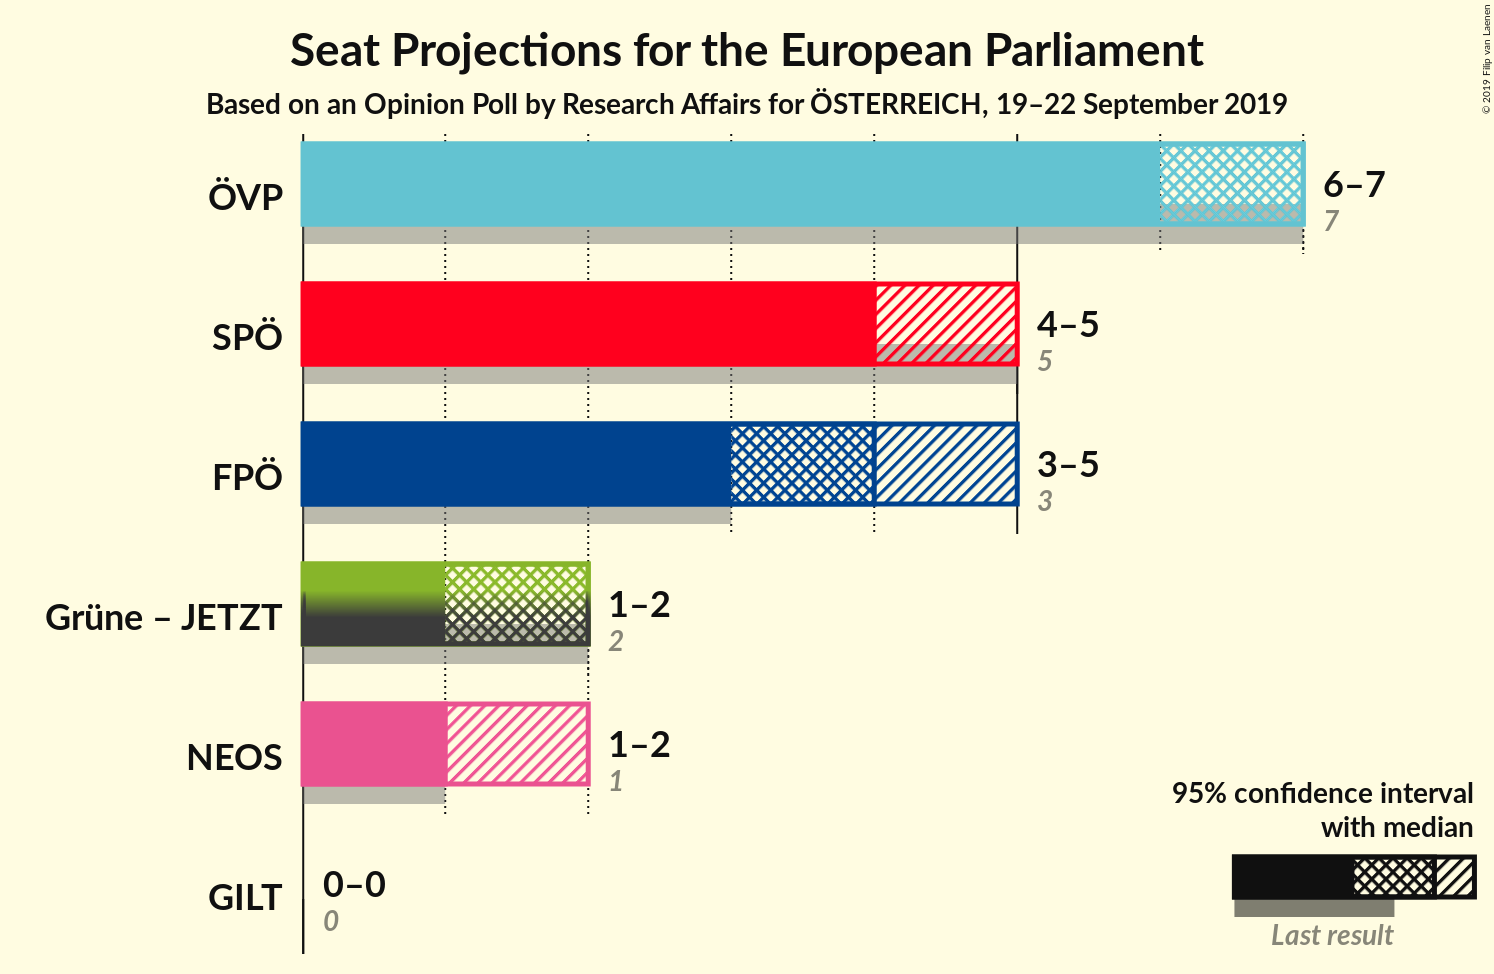 Seat Projections for the European Parliament
Based on an Opinion Poll by Research Affairs for ÖSTERREICH, 19–22 September 2019
© 2019 Filip van Laenen
ÖVP
6–7
7
SPÖ
4–5
5
FPÖ
3–5
3
Grüne – JETZT
1–2
2
NEOS
1–2
1
GILT
0–0
0
95% confidence interval
with median
Last result